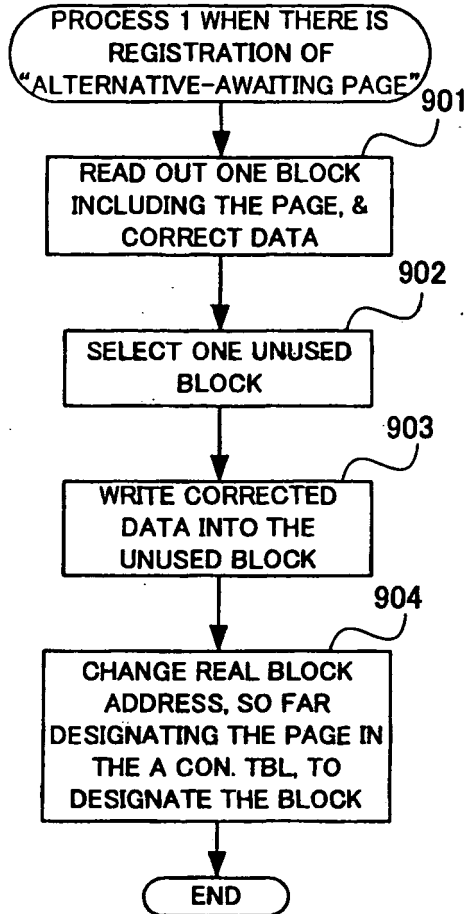 PROCESS 1 WHEN THERE IS
REGISTRATION OF
“ALTERNATIVE-AWAITING PAGE”
901
READ OUT ONE BLOCK
INCLUDING THE PAGE, &
CORRECT DATA
902
SELECT ONE UNUSED
BLOCK
903
WRITE CORRECTED
DATA INTO THE
UNUSED BLOCK
904
CHANGE REAL BLOCK
ADDRESS, SO FAR
DESIGNATING THE PAGE IN
THE A CON. TBL, TO
DESIGNATE THE BLOCK
END